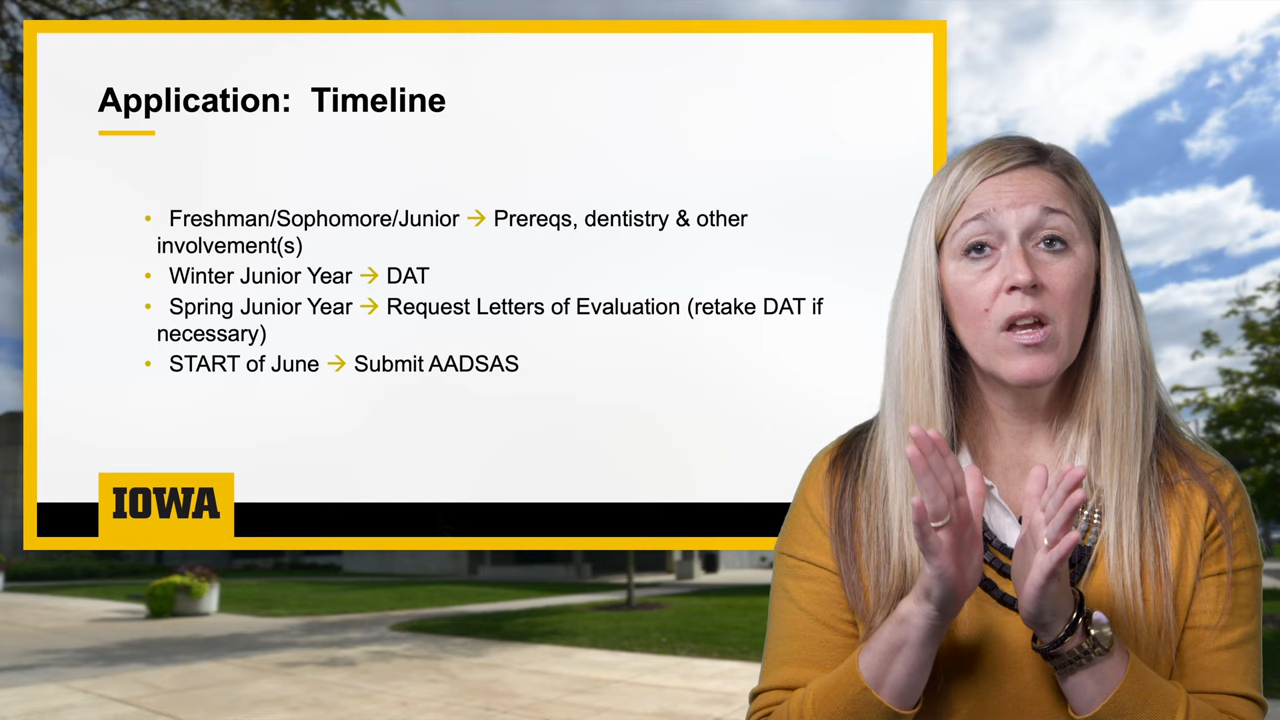 Application:  Timeline
• Freshman/Sophomore/Junior → Prereqs, dentistry & other
involvement(s)
• Winter Junior Year → DAT
• Spring Junior Year → Request Letters of Evaluation (retake DAT if
necessary)
• START of June → Submit AADSAS
IOWA